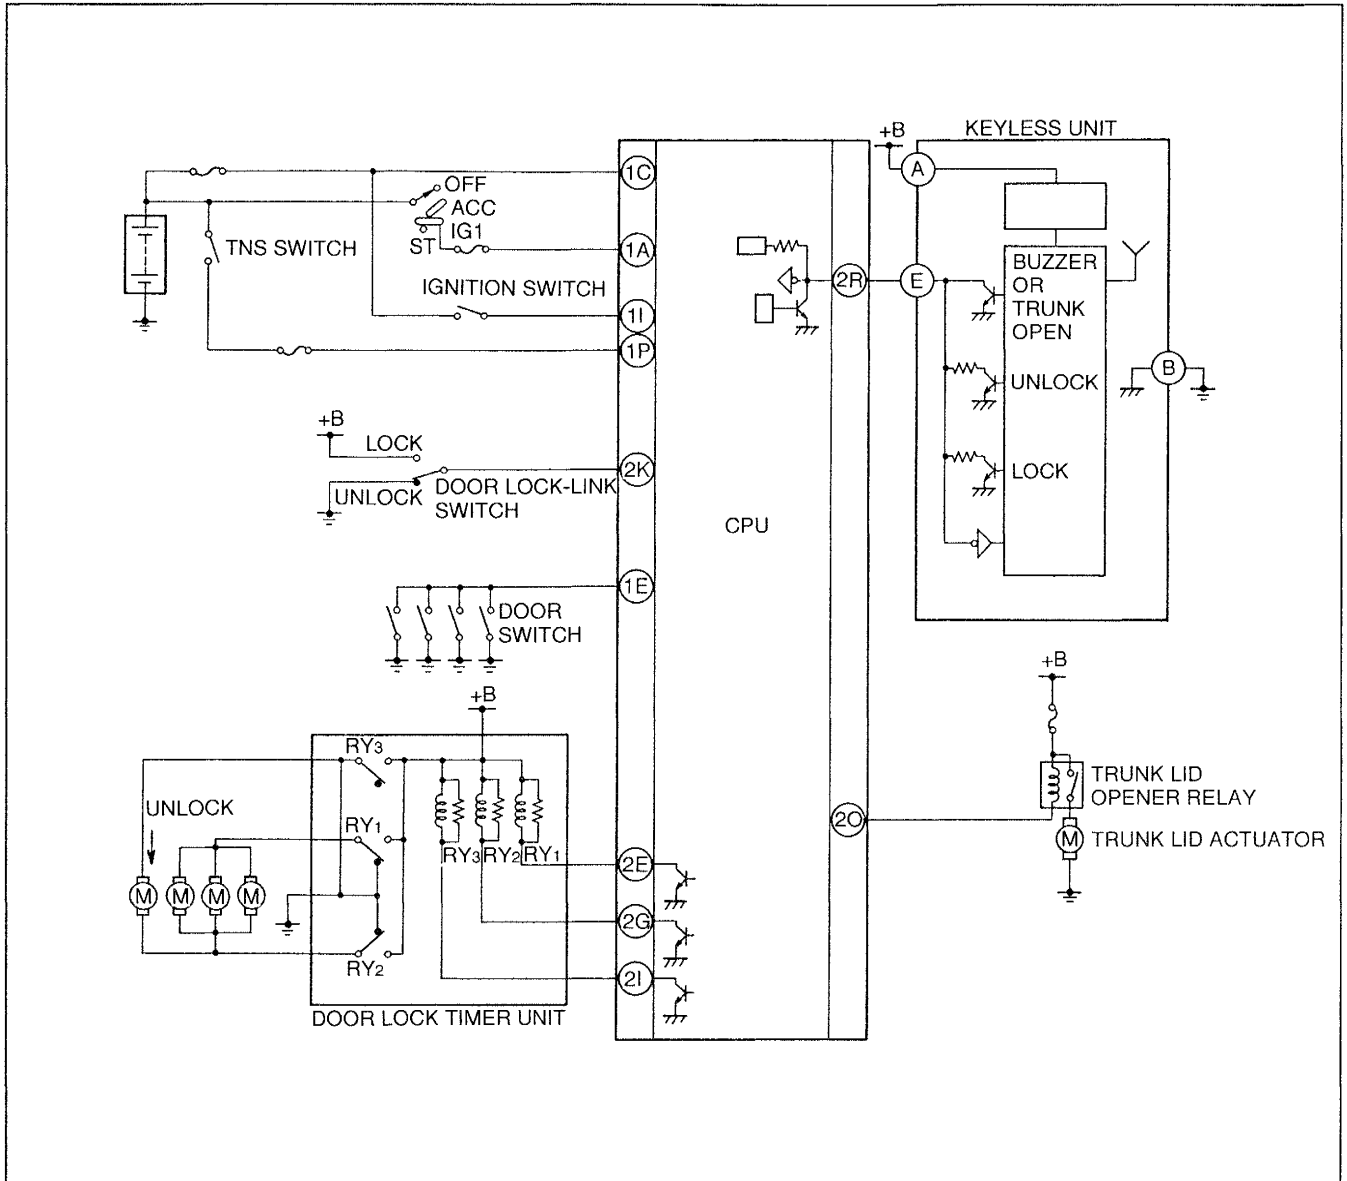 +B
KEYLESS UNIT
1C
A
OFF
ACC
IG1
ST
TNS SWITCH
1A
IGNITION SWITCH
1I
1P
2R
E
BUZZER
OR
TRUNK
OPEN
UNLOCK
LOCK
B
+B
LOCK
UNLOCK
DOOR LOCK-LINK
SWITCH
2K
CPU
1E
DOOR
SWITCH
+B
RY3
UNLOCK
RY1
RY3
RY2
RY1
M
M
M
M
RY2
2E
2G
2I
DOOR LOCK TIMER UNIT
+B
TRUNK LID
OPENER RELAY
2O
M
TRUNK LID ACTUATOR